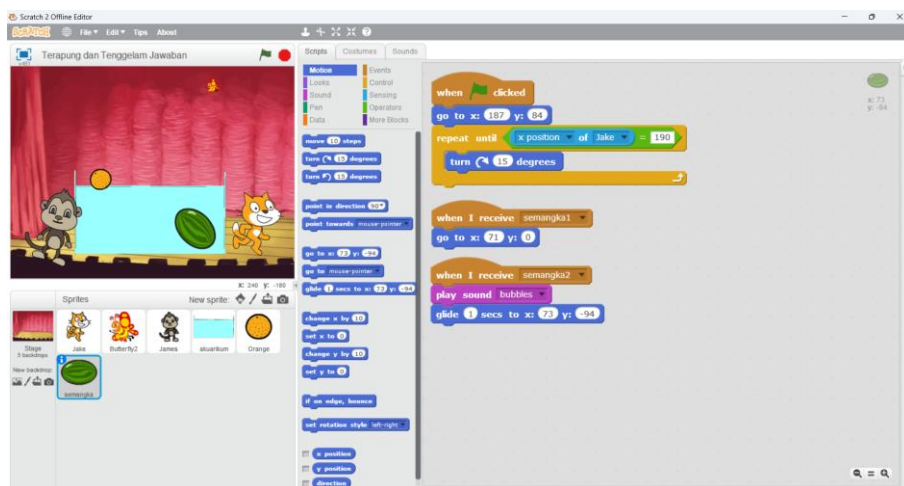 Scratch 2 Offline Editor
SCRATCH File Edit Tips About
Terapung dan Tenggelam Jawaban
x: 240 y: -180
Sprites New sprite:
Stage
5 backdrops
New backdrop:
Jake
Butterfly2
James
akuarium
Orange
semangka
Scripts Costumes Sounds
Motion Events
Looks Control
Sound Sensing
Pen Operators
Data More Blocks
move 10 steps
turn 15 degrees
turn 15 degrees
point in direction 90
point towards mouse-pointer
go to x: 73 y: -94
go to mouse-pointer
glide 1 secs to x: 73 y: -94
change x by 10
set x to 0
change y by 10
set y to 0
if on edge, bounce
set rotation style left-right
x position
y position
direction
when clicked
go to x: 187 y: 84
repeat until x position of Jake = 190
turn 15 degrees
when I receive semangka1
go to x: 71 y: 0
when I receive semangka2
play sound bubbles
glide 1 secs to x: 73 y: -94
x: 73
y: -94